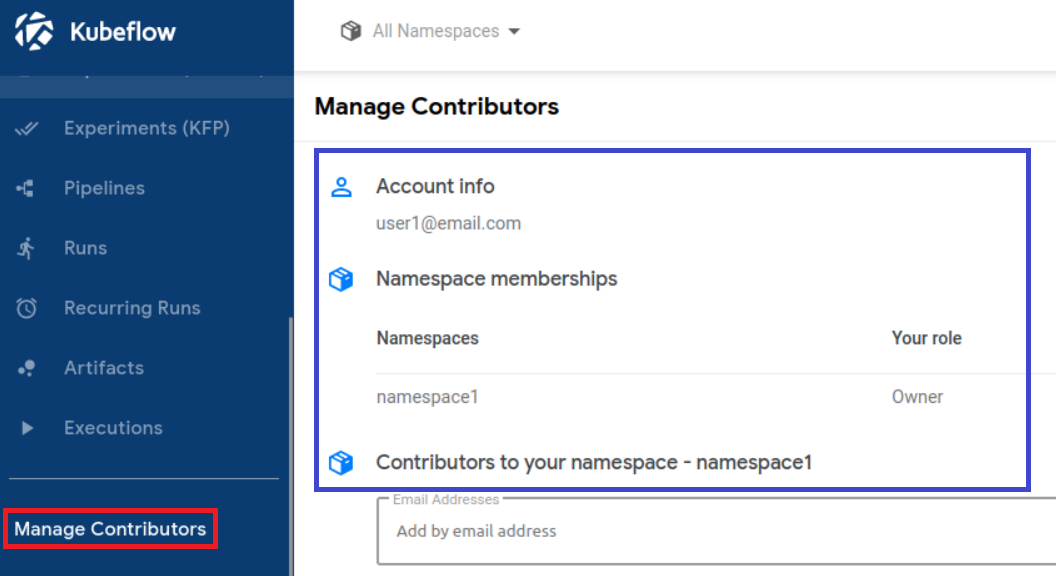 Kubeflow
All Namespaces
Manage Contributors
Experiments (KFP)
Pipelines
Runs
Recurring Runs
Artifacts
Executions
Manage Contributors
Account info
user1@email.com
Namespace memberships
Namespaces Your role
namespace1 Owner
Contributors to your namespace - namespace1
Email Addresses
Add by email address